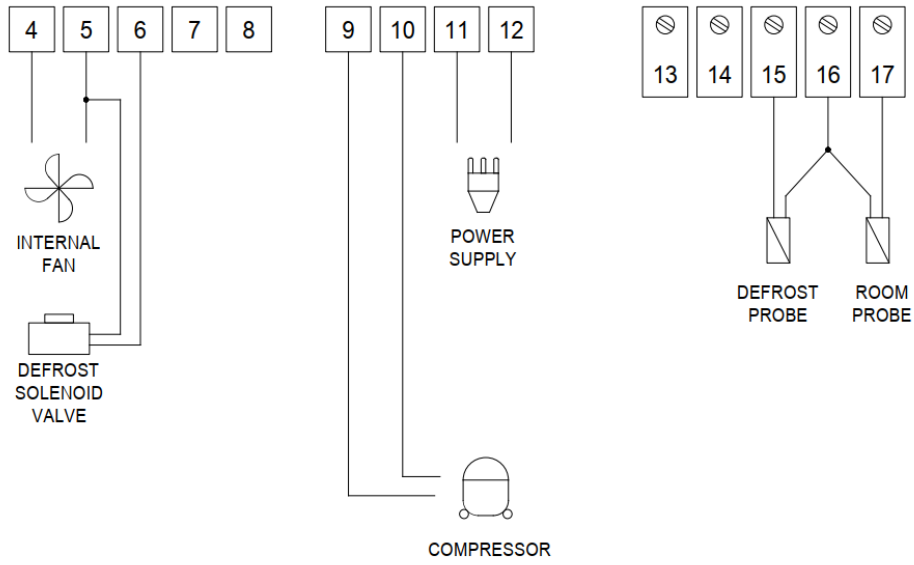 4 5 6 7 8 9 10 11 12
13 14 15 16 17
INTERNAL
FAN
POWER
SUPPLY
DEFROST
PROBE
ROOM
PROBE
DEFROST
SOLENOID
VALVE
COMPRESSOR